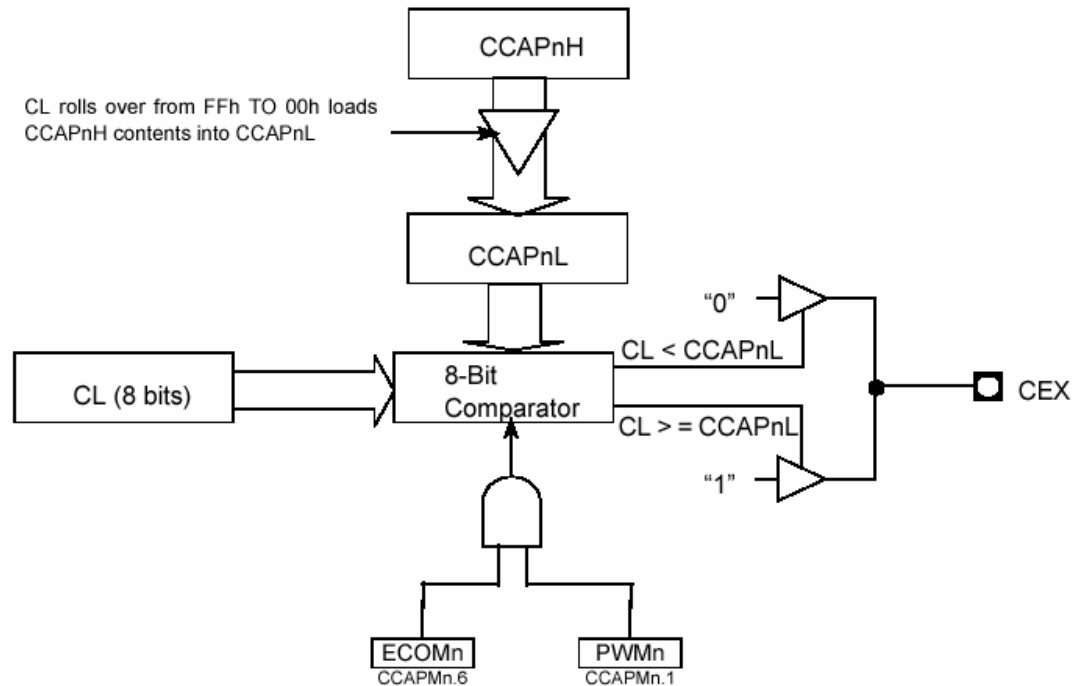 CCAPnH
CL rolls over from FFh TO 00h loads
CCAPnH contents into CCAPnL
CCAPnL
“0”
CL < CCAPnL
CL (8 bits)
8-Bit
Comparator
CEX
CL > = CCAPnL
“1”
ECOMn
CCAPMn.6
PWMn
CCAPMn.1